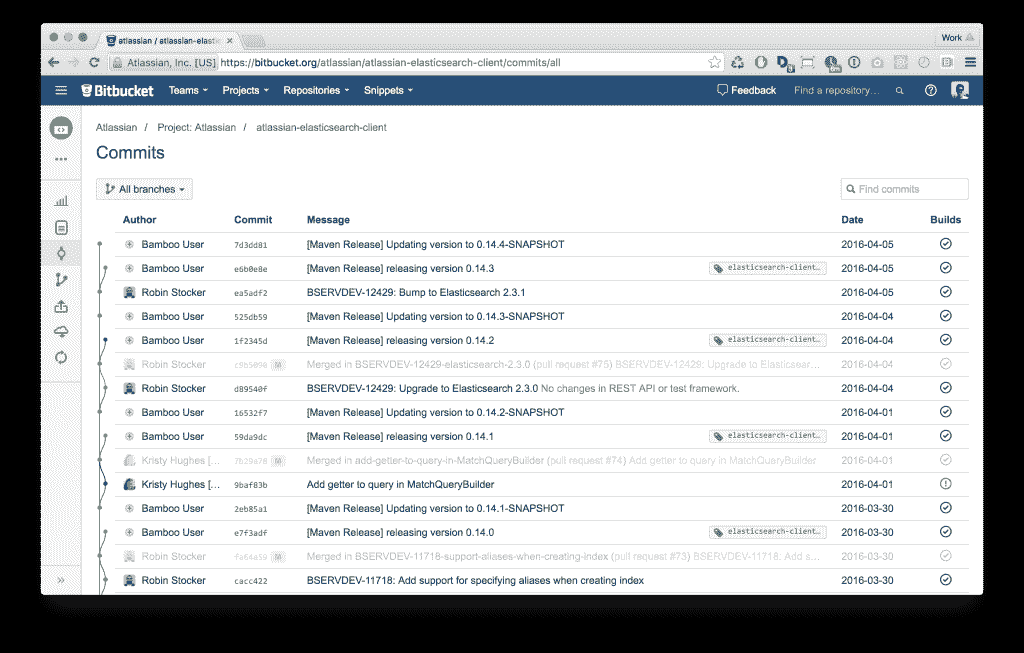 atlassian / atlassian-elastic
Work
Atlassian, Inc. [US] https://bitbucket.org/atlassian/atlassian-elasticsearch-client/commits/all
Bitbucket Teams Projects Repositories Snippets Feedback Find a repository...
Atlassian / Project: Atlassian / atlassian-elasticsearch-client
Commits
All branches Find commits
Author Commit Message Date Builds
Bamboo User 7d3dd81 [Maven Release] Updating version to 0.14.4-SNAPSHOT 2016-04-05
Bamboo User e6b0e8e [Maven Release] releasing version 0.14.3 elasticsearch-client... 2016-04-05
Robin Stocker ea5adf2 BSERVDEV-12429: Bump to Elasticsearch 2.3.1 2016-04-05
Bamboo User 525db59 [Maven Release] Updating version to 0.14.3-SNAPSHOT 2016-04-04
Bamboo User 1f2345d [Maven Release] releasing version 0.14.2 elasticsearch-client... 2016-04-04
Robin Stocker M Merged in BSERVDEV-12429-elasticsearch-2.3.0 (pull request #75) BSERVDEV-12429: Upgrade to Elasticsear... 2016-04-04
Robin Stocker d89540f BSERVDEV-12429: Upgrade to Elasticsearch 2.3.0 No changes in REST API or test framework. 2016-04-04
Bamboo User 16532f7 [Maven Release] Updating version to 0.14.2-SNAPSHOT 2016-04-01
Bamboo User 59da9dc [Maven Release] releasing version 0.14.1 elasticsearch-client... 2016-04-01
Kristy Hughes [... 7b29a78 M Merged in add-getter-to-query-in-MatchQueryBuilder (pull request #74) Add getter to query in MatchQueryBuilder 2016-04-01
Kristy Hughes [... 9baf83b Add getter to query in MatchQueryBuilder 2016-04-01
Bamboo User 2eb85a1 [Maven Release] Updating version to 0.14.1-SNAPSHOT 2016-03-30
Bamboo User e7f3adf [Maven Release] releasing version 0.14.0 elasticsearch-client... 2016-03-30
Robin Stocker fa64a59 M Merged in BSERVDEV-11718-support-aliases-when-creating-index (pull request #73) BSERVDEV-11718: Add s... 2016-03-30
Robin Stocker cacc422 BSERVDEV-11718: Add support for specifying aliases when creating index 2016-03-30